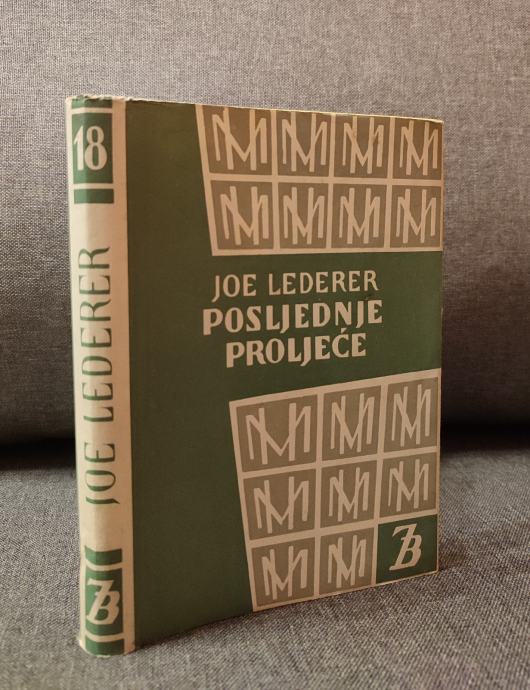 18
JOE LEDERER
ZB
JOE LEDERER
POSLJEDNJE
PROLJEĆE
ZB